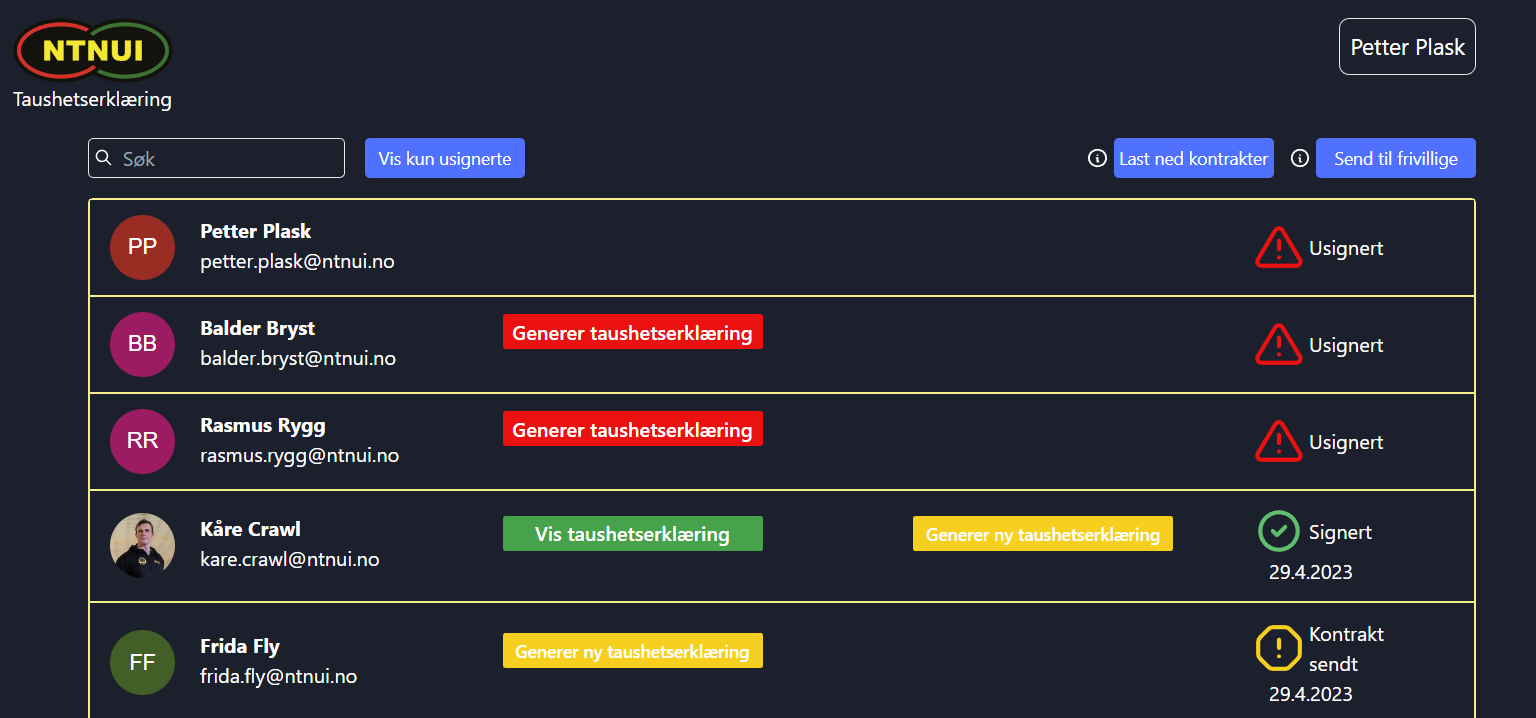 NTNUI
Petter Plask
Taushetserklæring
Søk
Vis kun usignerte
Last ned kontrakter
Send til frivillige
PP
Petter Plask
petter.plask@ntnui.no
Usignert
BB
Balder Bryst
balder.bryst@ntnui.no
Generer taushetserklæring
Usignert
RR
Rasmus Rygg
rasmus.rygg@ntnui.no
Generer taushetserklæring
Usignert
Kåre Crawl
kare.crawl@ntnui.no
Vis taushetserklæring
Generer ny taushetserklæring
Signert
29.4.2023
FF
Frida Fly
frida.fly@ntnui.no
Generer ny taushetserklæring
Kontrakt
sendt
29.4.2023